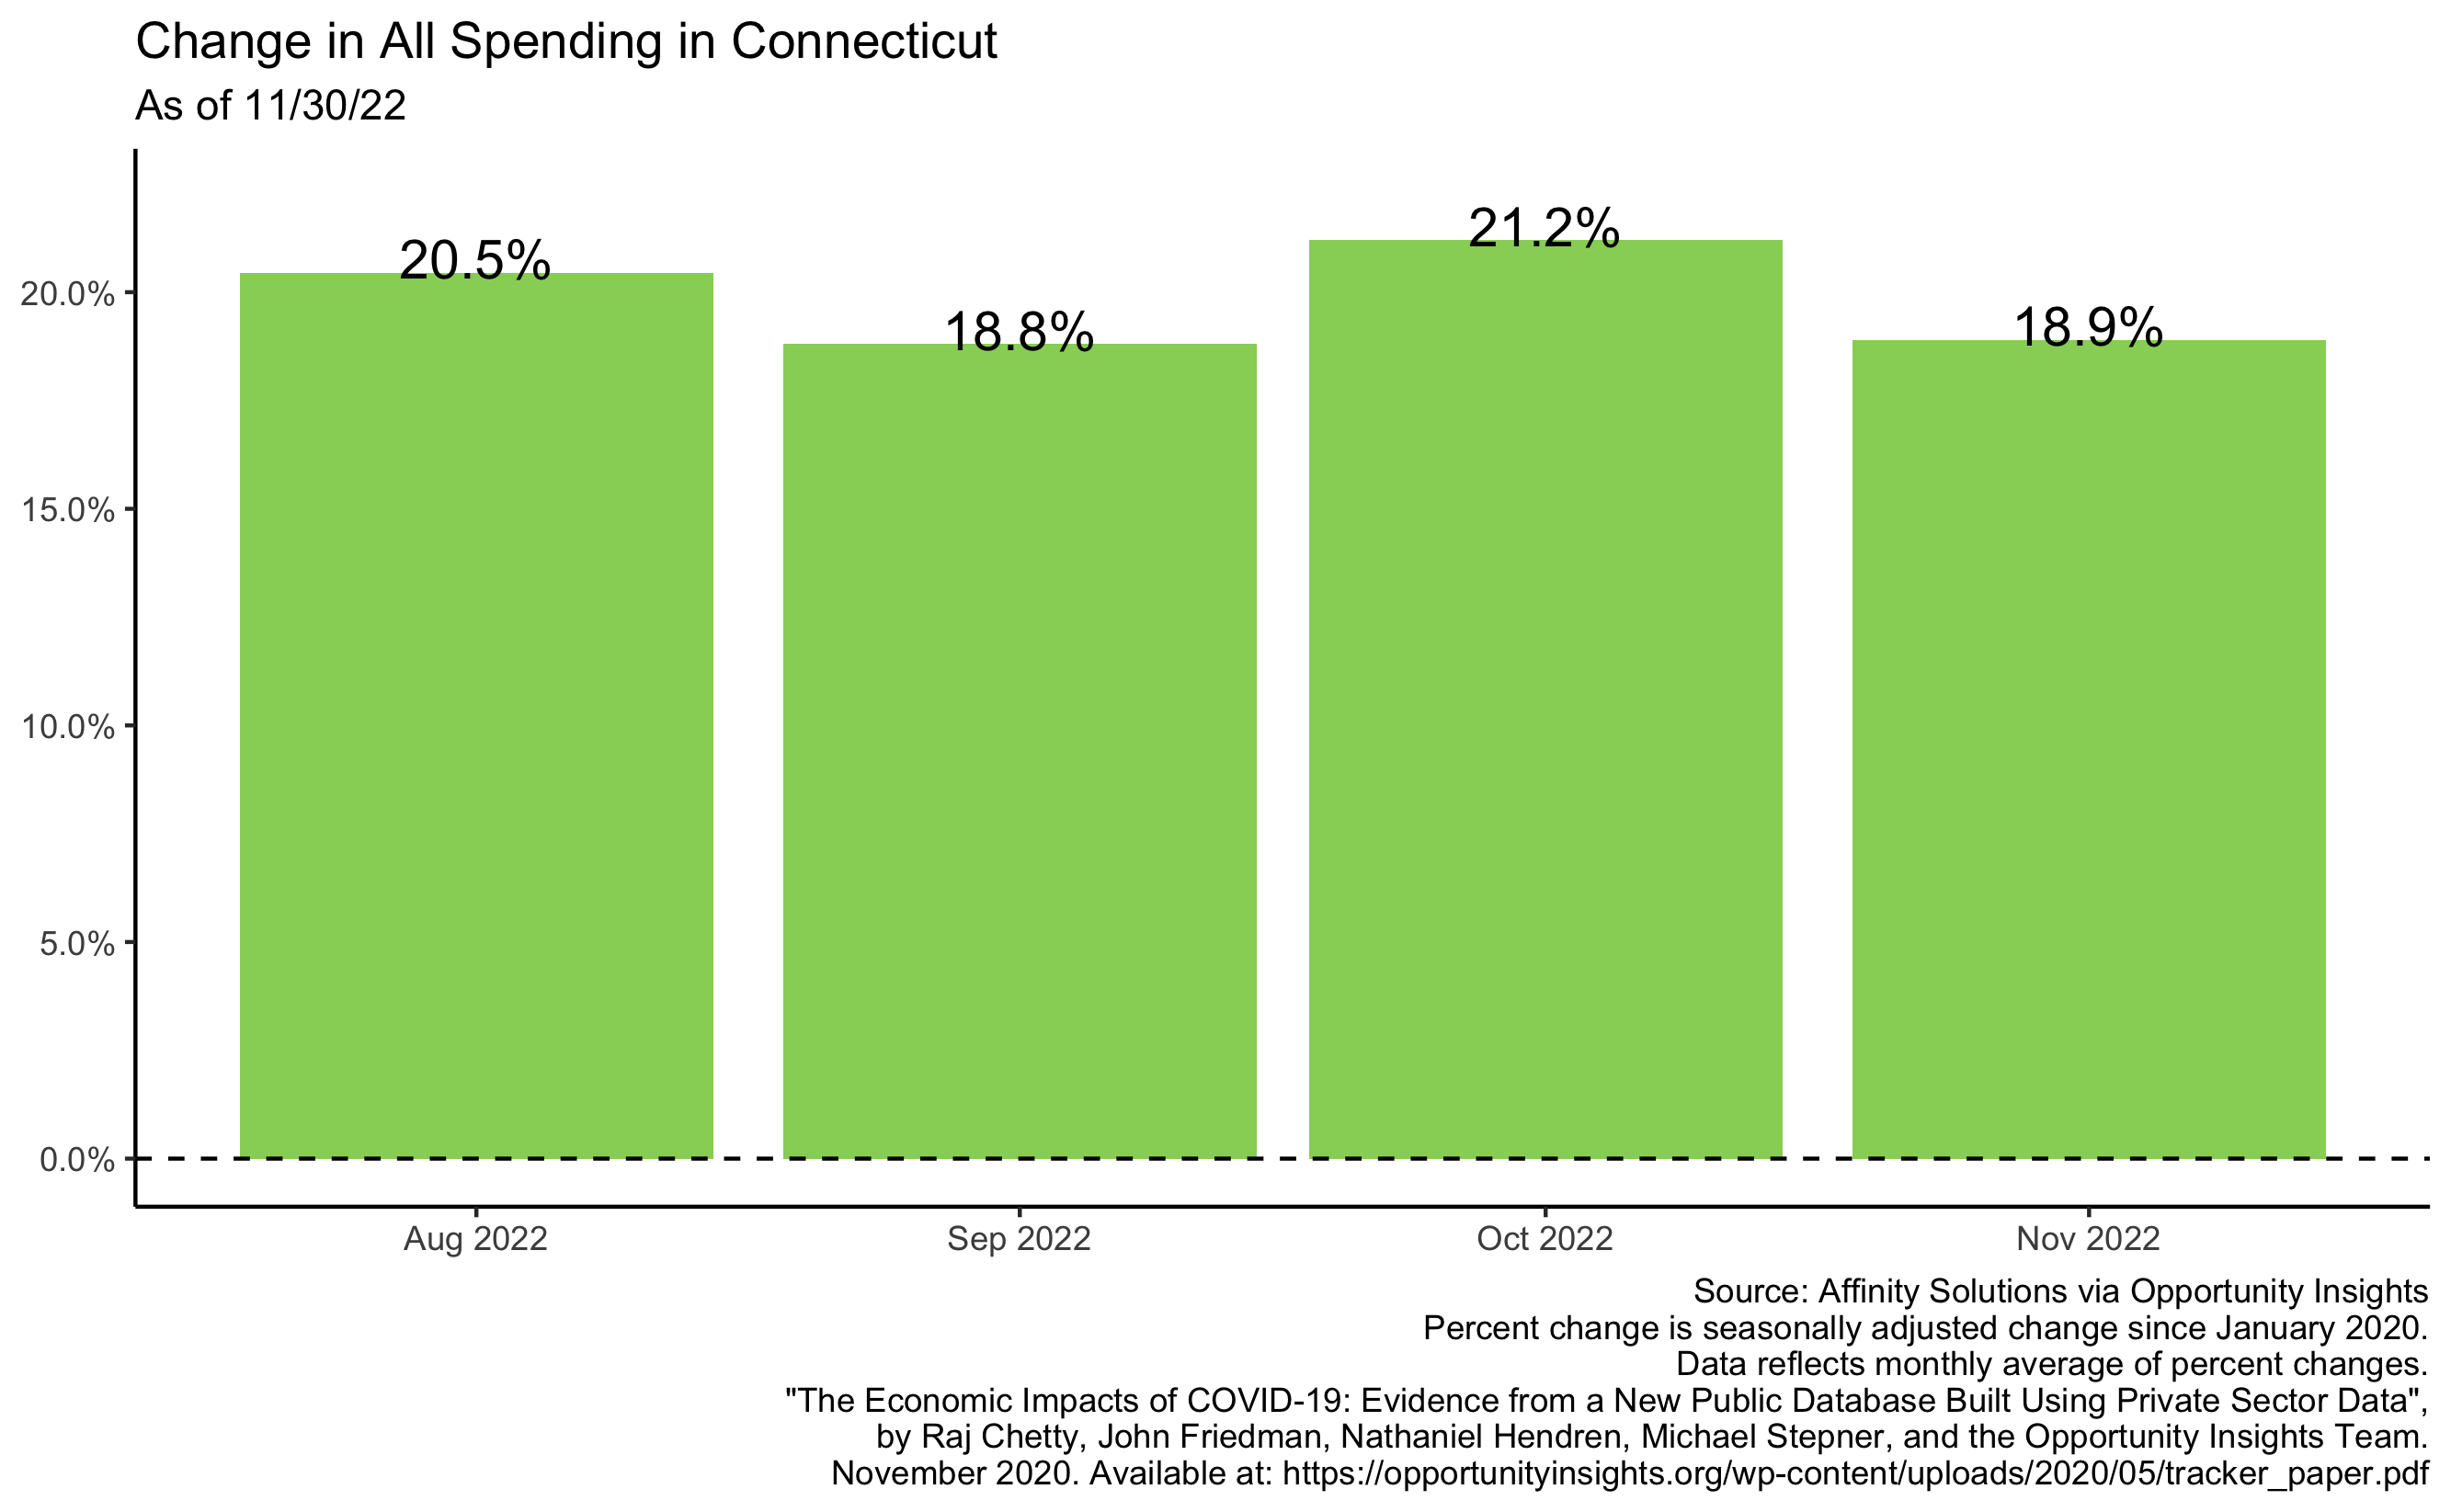 Change in All Spending in Connecticut
As of 11/30/22
20.5%
18.8%
21.2%
18.9%
20.0%
15.0%
10.0%
5.0%
0.0%
Aug 2022
Sep 2022
Oct 2022
Nov 2022
Source: Affinity Solutions via Opportunity Insights
Percent change is seasonally adjusted change since January 2020.
Data reflects monthly average of percent changes.
"The Economic Impacts of COVID-19: Evidence from a New Public Database Built Using Private Sector Data",
by Raj Chetty, John Friedman, Nathaniel Hendren, Michael Stepner, and the Opportunity Insights Team.
November 2020. Available at: https://opportunityinsights.org/wp-content/uploads/2020/05/tracker_paper.pdf